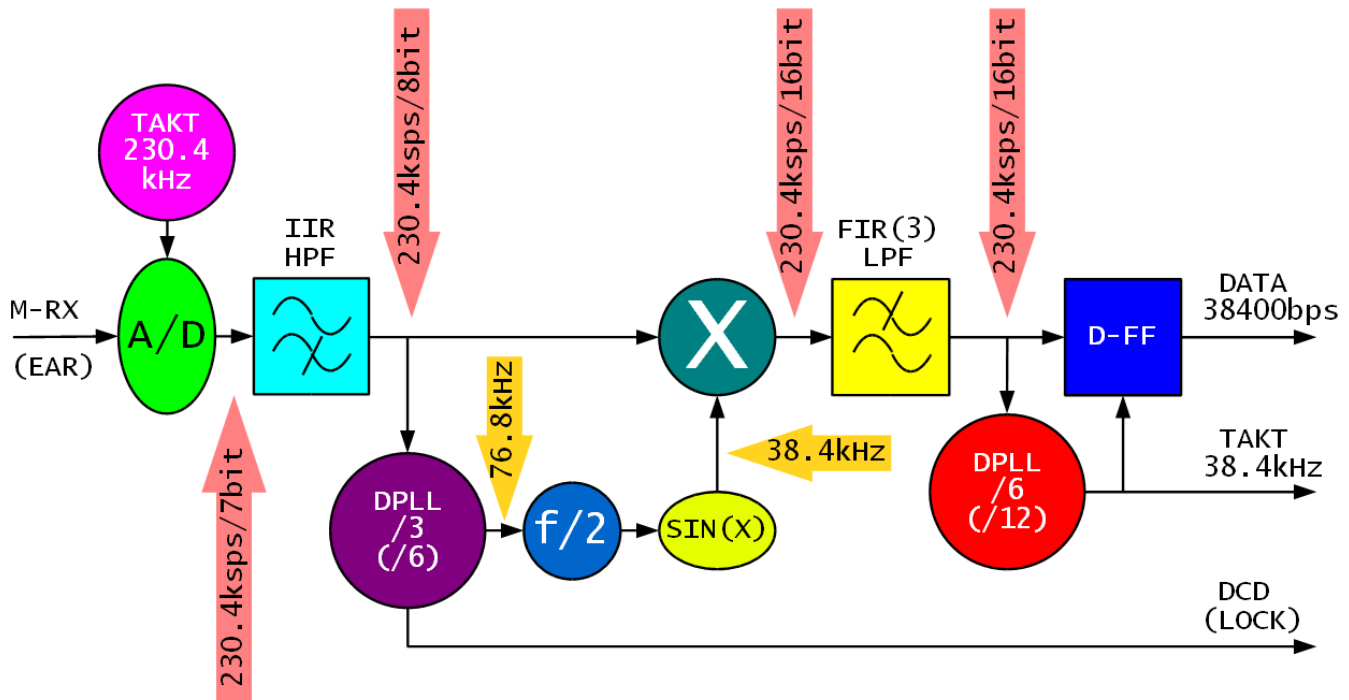 TAKT
230.4
kHz
230.4ksps/8bit
230.4ksps/16bit
230.4ksps/16bit
IIR
HPF
FIR(3)
LPF
M-RX
(EAR)
A/D
X
D-FF
DATA
38400bps
230.4ksps/7bit
76.8kHz
38.4kHz
DPLL
/3
(/6)
f/2
SIN(X)
DPLL
/6
(/12)
TAKT
38.4kHz
DCD
(LOCK)